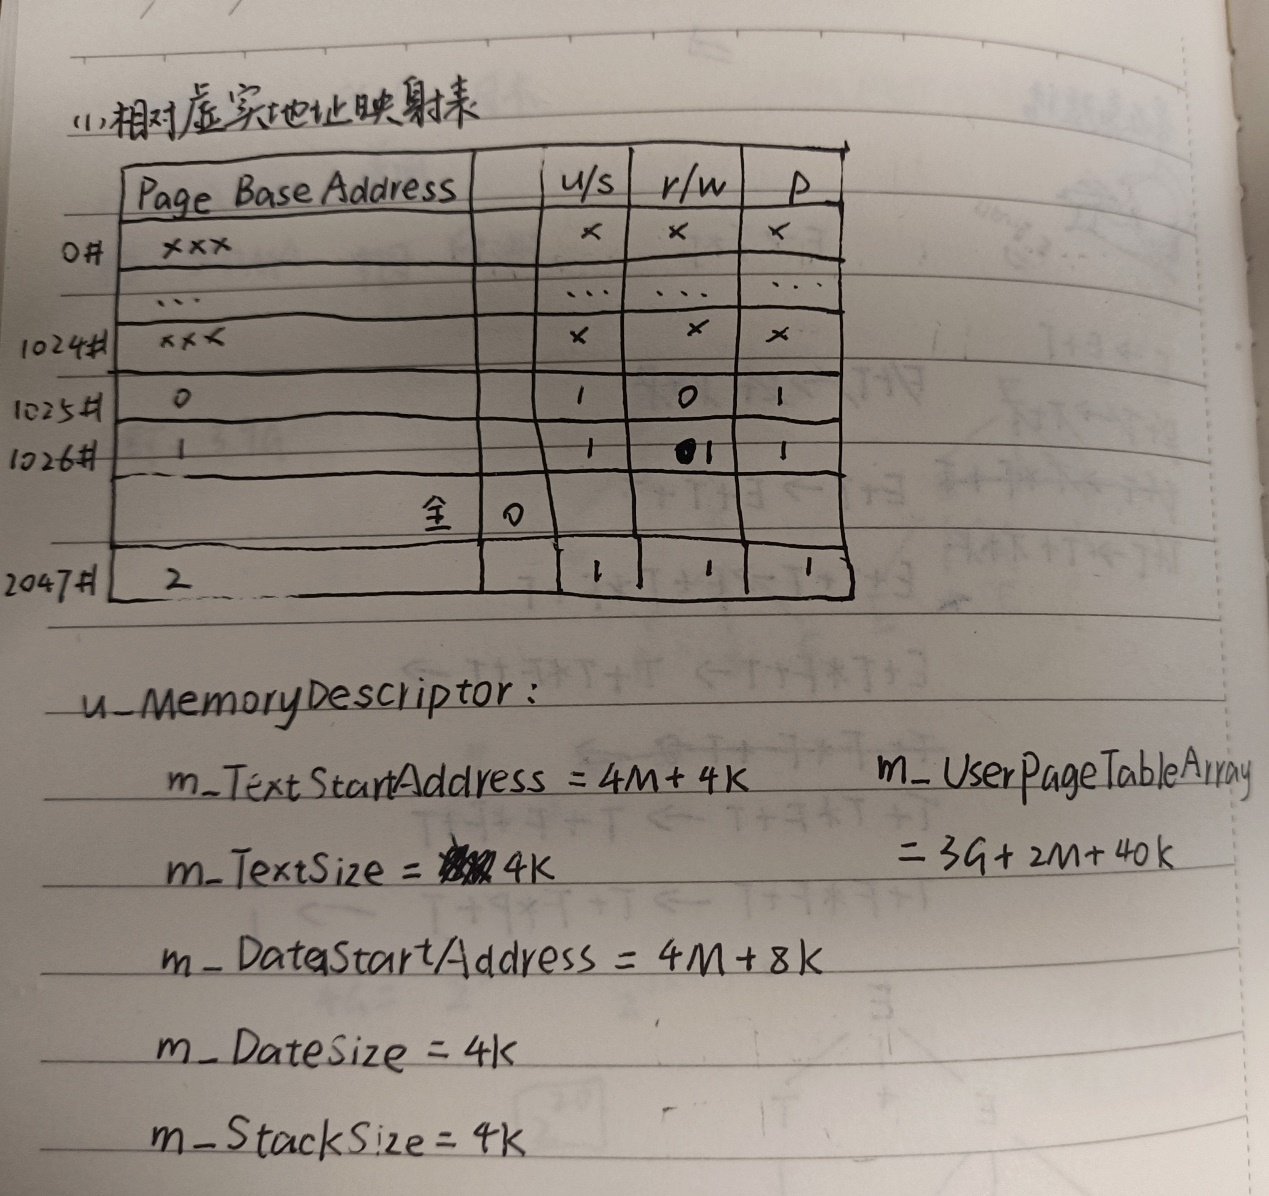 (1)相对虚实地址映射表
Page Base Address u/s r/w p
0# ××× × × ×
... ... ... ...
1024# ××× × × ×
1025# 0 1 0 1
1026# 1 1 1 1
全 0
2047# 2 1 1 1
u_MemoryDescriptor:
m_TextStartAddress = 4M+4K m_UserPageTableArray
m_TextSize = 4K = 3G+2M+40K
m_DataStartAddress = 4M+8K
m_DateSize = 4K
m_StackSize = 4K